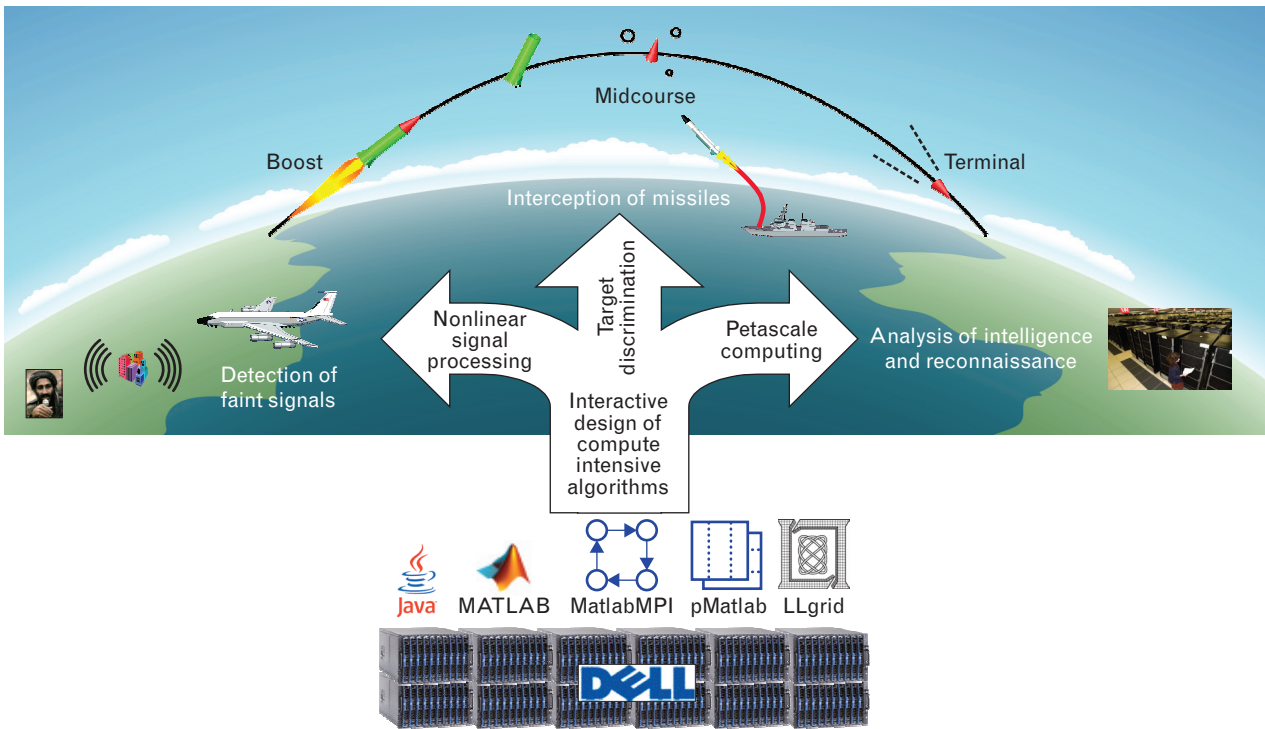 Midcourse
Boost
Terminal
Interception of missiles
Target
discrimination
Nonlinear
signal
processing
Petascale
computing
Analysis of intelligence
and reconnaissance
Detection of
faint signals
Interactive
design of
compute
intensive
algorithms
Java
MATLAB
MatlabMPI
pMatlab
LLgrid
DELL